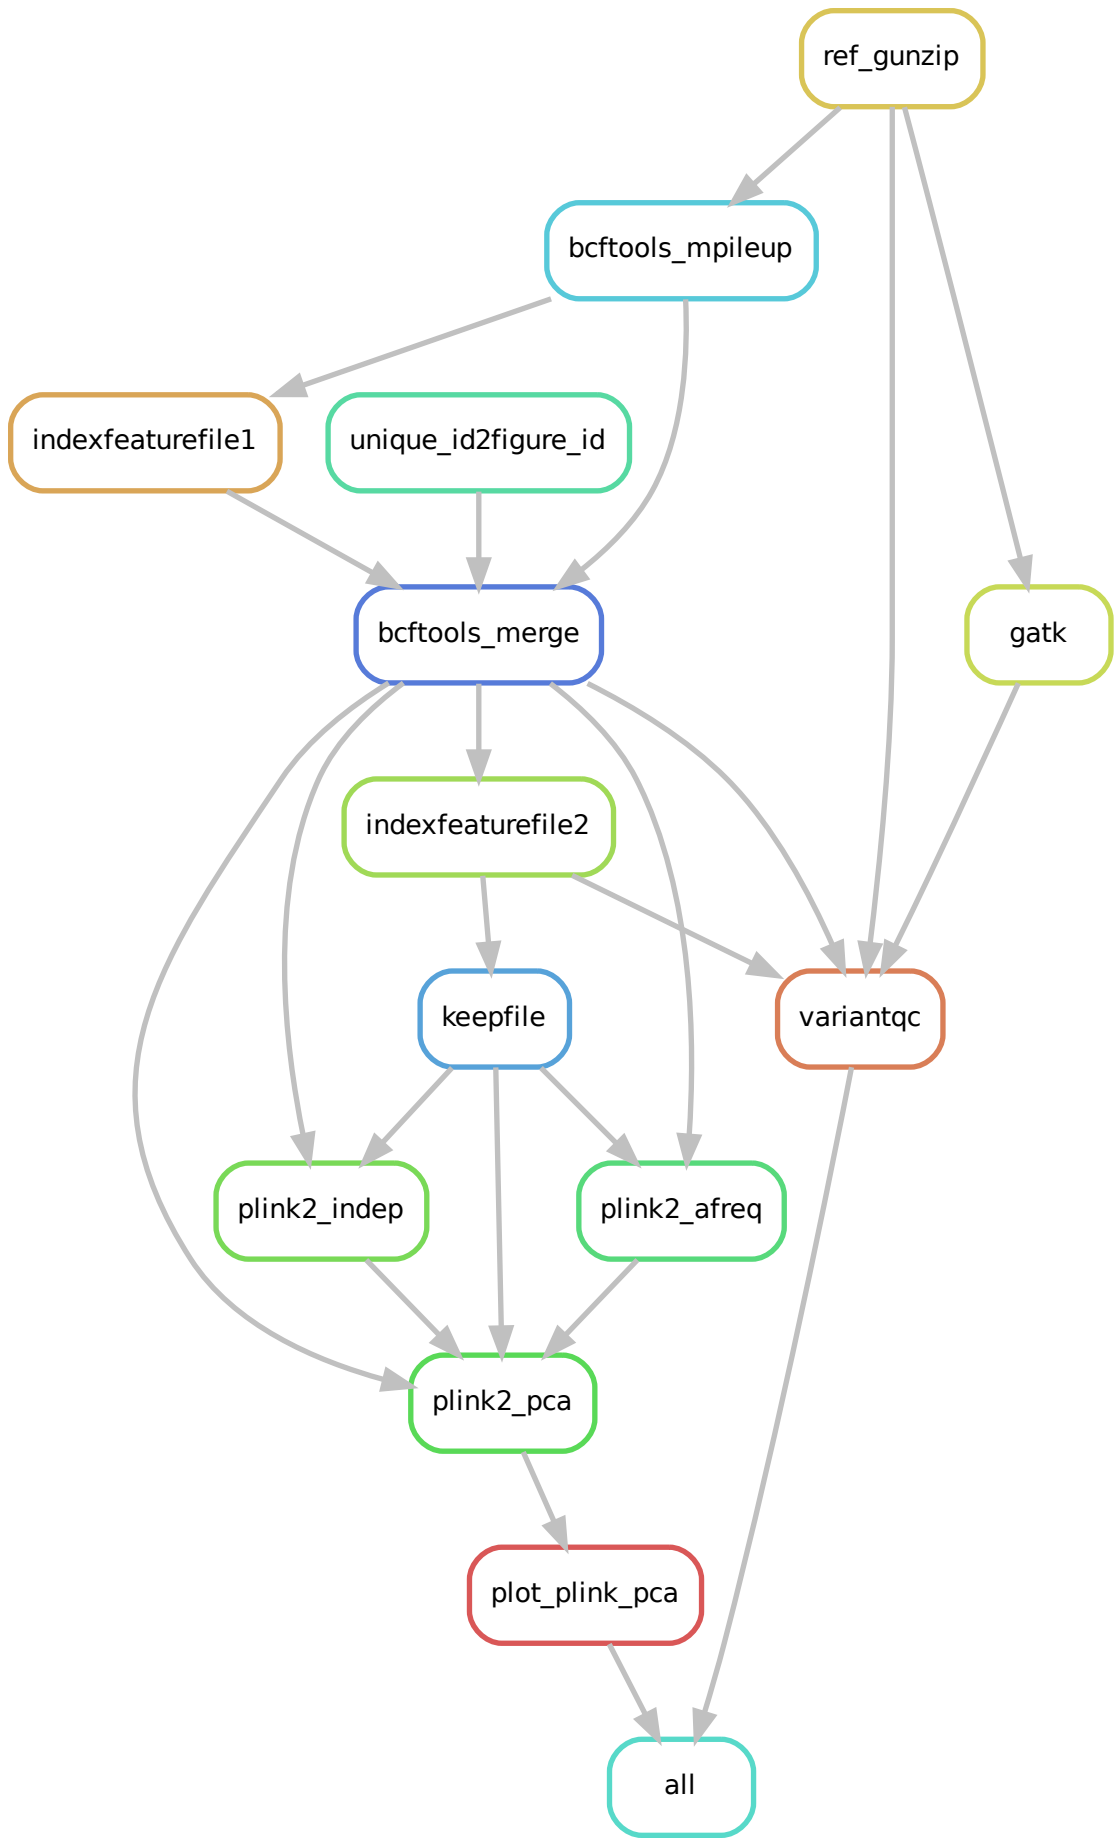 ref_gunzip
bcftools_mpileup
indexfeaturefile1
unique_id2figure_id
bcftools_merge
gatk
indexfeaturefile2
keepfile
variantqc
plink2_indep
plink2_afreq
plink2_pca
plot_plink_pca
all